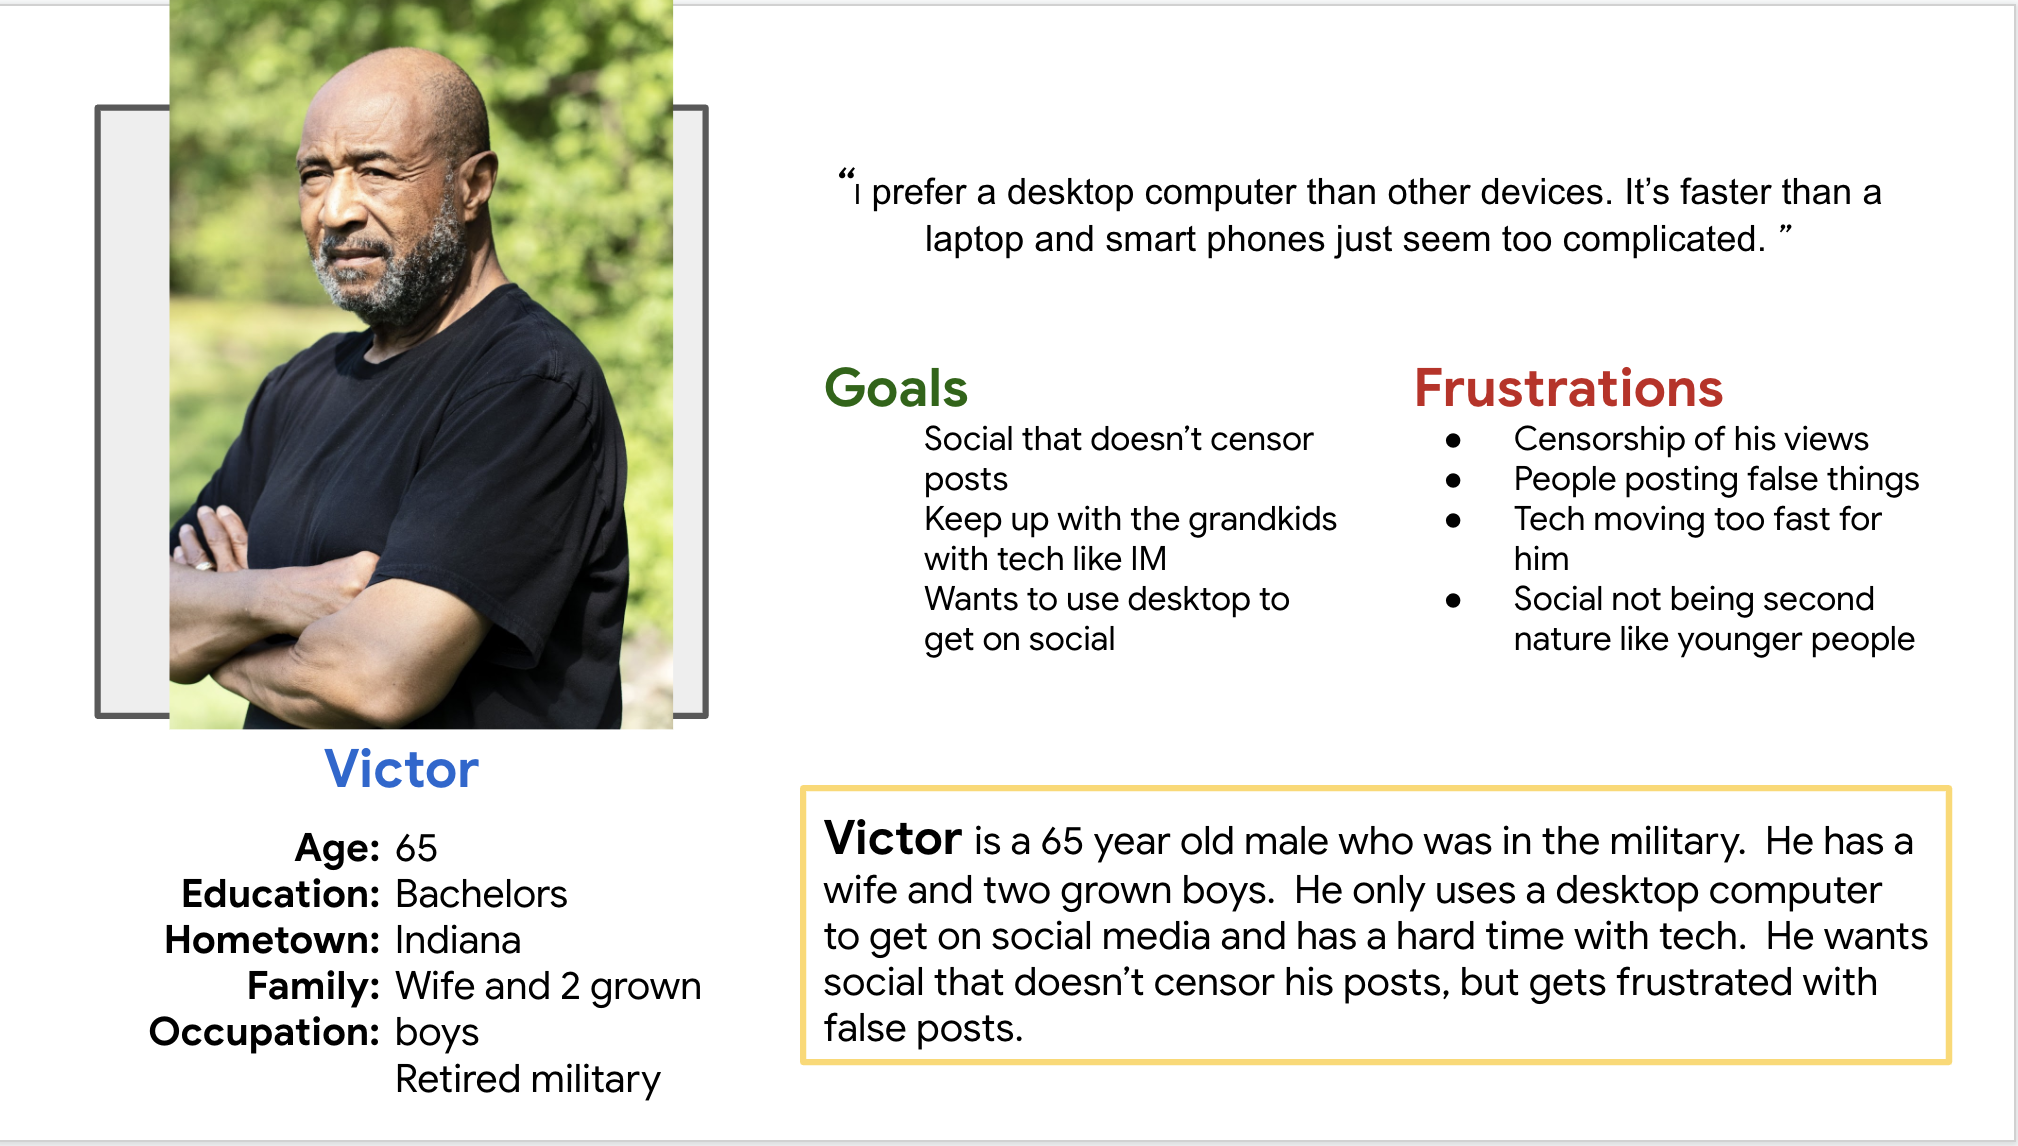 “I prefer a desktop computer than other devices. It’s faster than a
laptop and smart phones just seem too complicated. ”
Goals
Social that doesn’t censor
posts
Keep up with the grandkids
with tech like IM
Wants to use desktop to
get on social
Frustrations
● Censorship of his views
● People posting false things
● Tech moving too fast for
him
● Social not being second
nature like younger people
Victor
Age: 65
Education: Bachelors
Hometown: Indiana
Family: Wife and 2 grown
Occupation: boys
Retired military
Victor is a 65 year old male who was in the military.  He has a
wife and two grown boys.  He only uses a desktop computer
to get on social media and has a hard time with tech.  He wants
social that doesn’t censor his posts, but gets frustrated with
false posts.